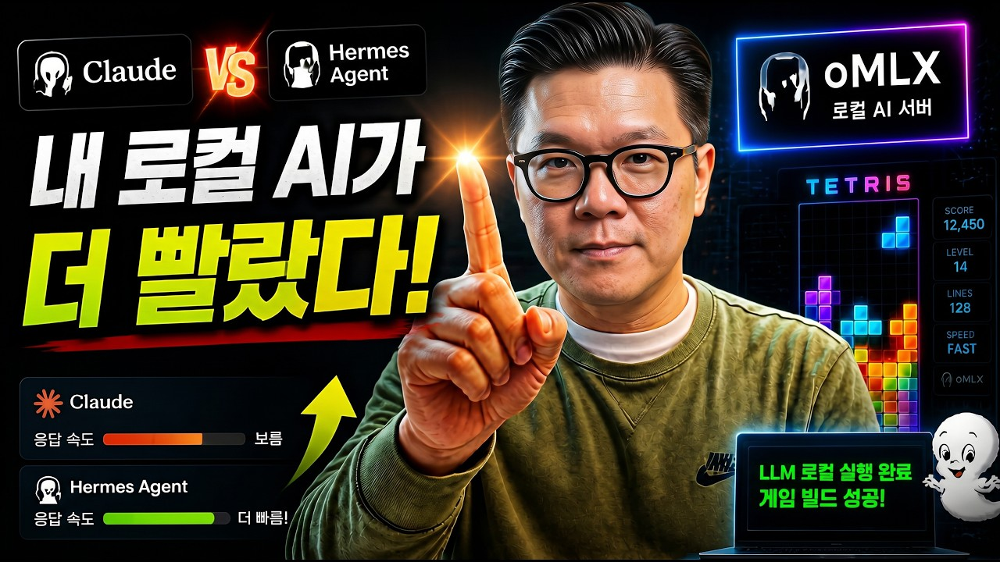 Claude
VS
Hermes
Agent
oMLX
로컬 AI 서버
내 로컬 AI가
더 빨랐다!
TETRIS
SCORE
12,450
LEVEL
14
LINES
128
SPEED
FAST
oMLX
Claude
응답 속도
보름
Hermes Agent
응답 속도
더 빠름!
LLM 로컬 실행 완료
게임 빌드 성공!